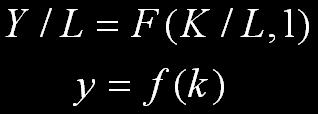 Y / L = F(K / L,1)
y = f(k)